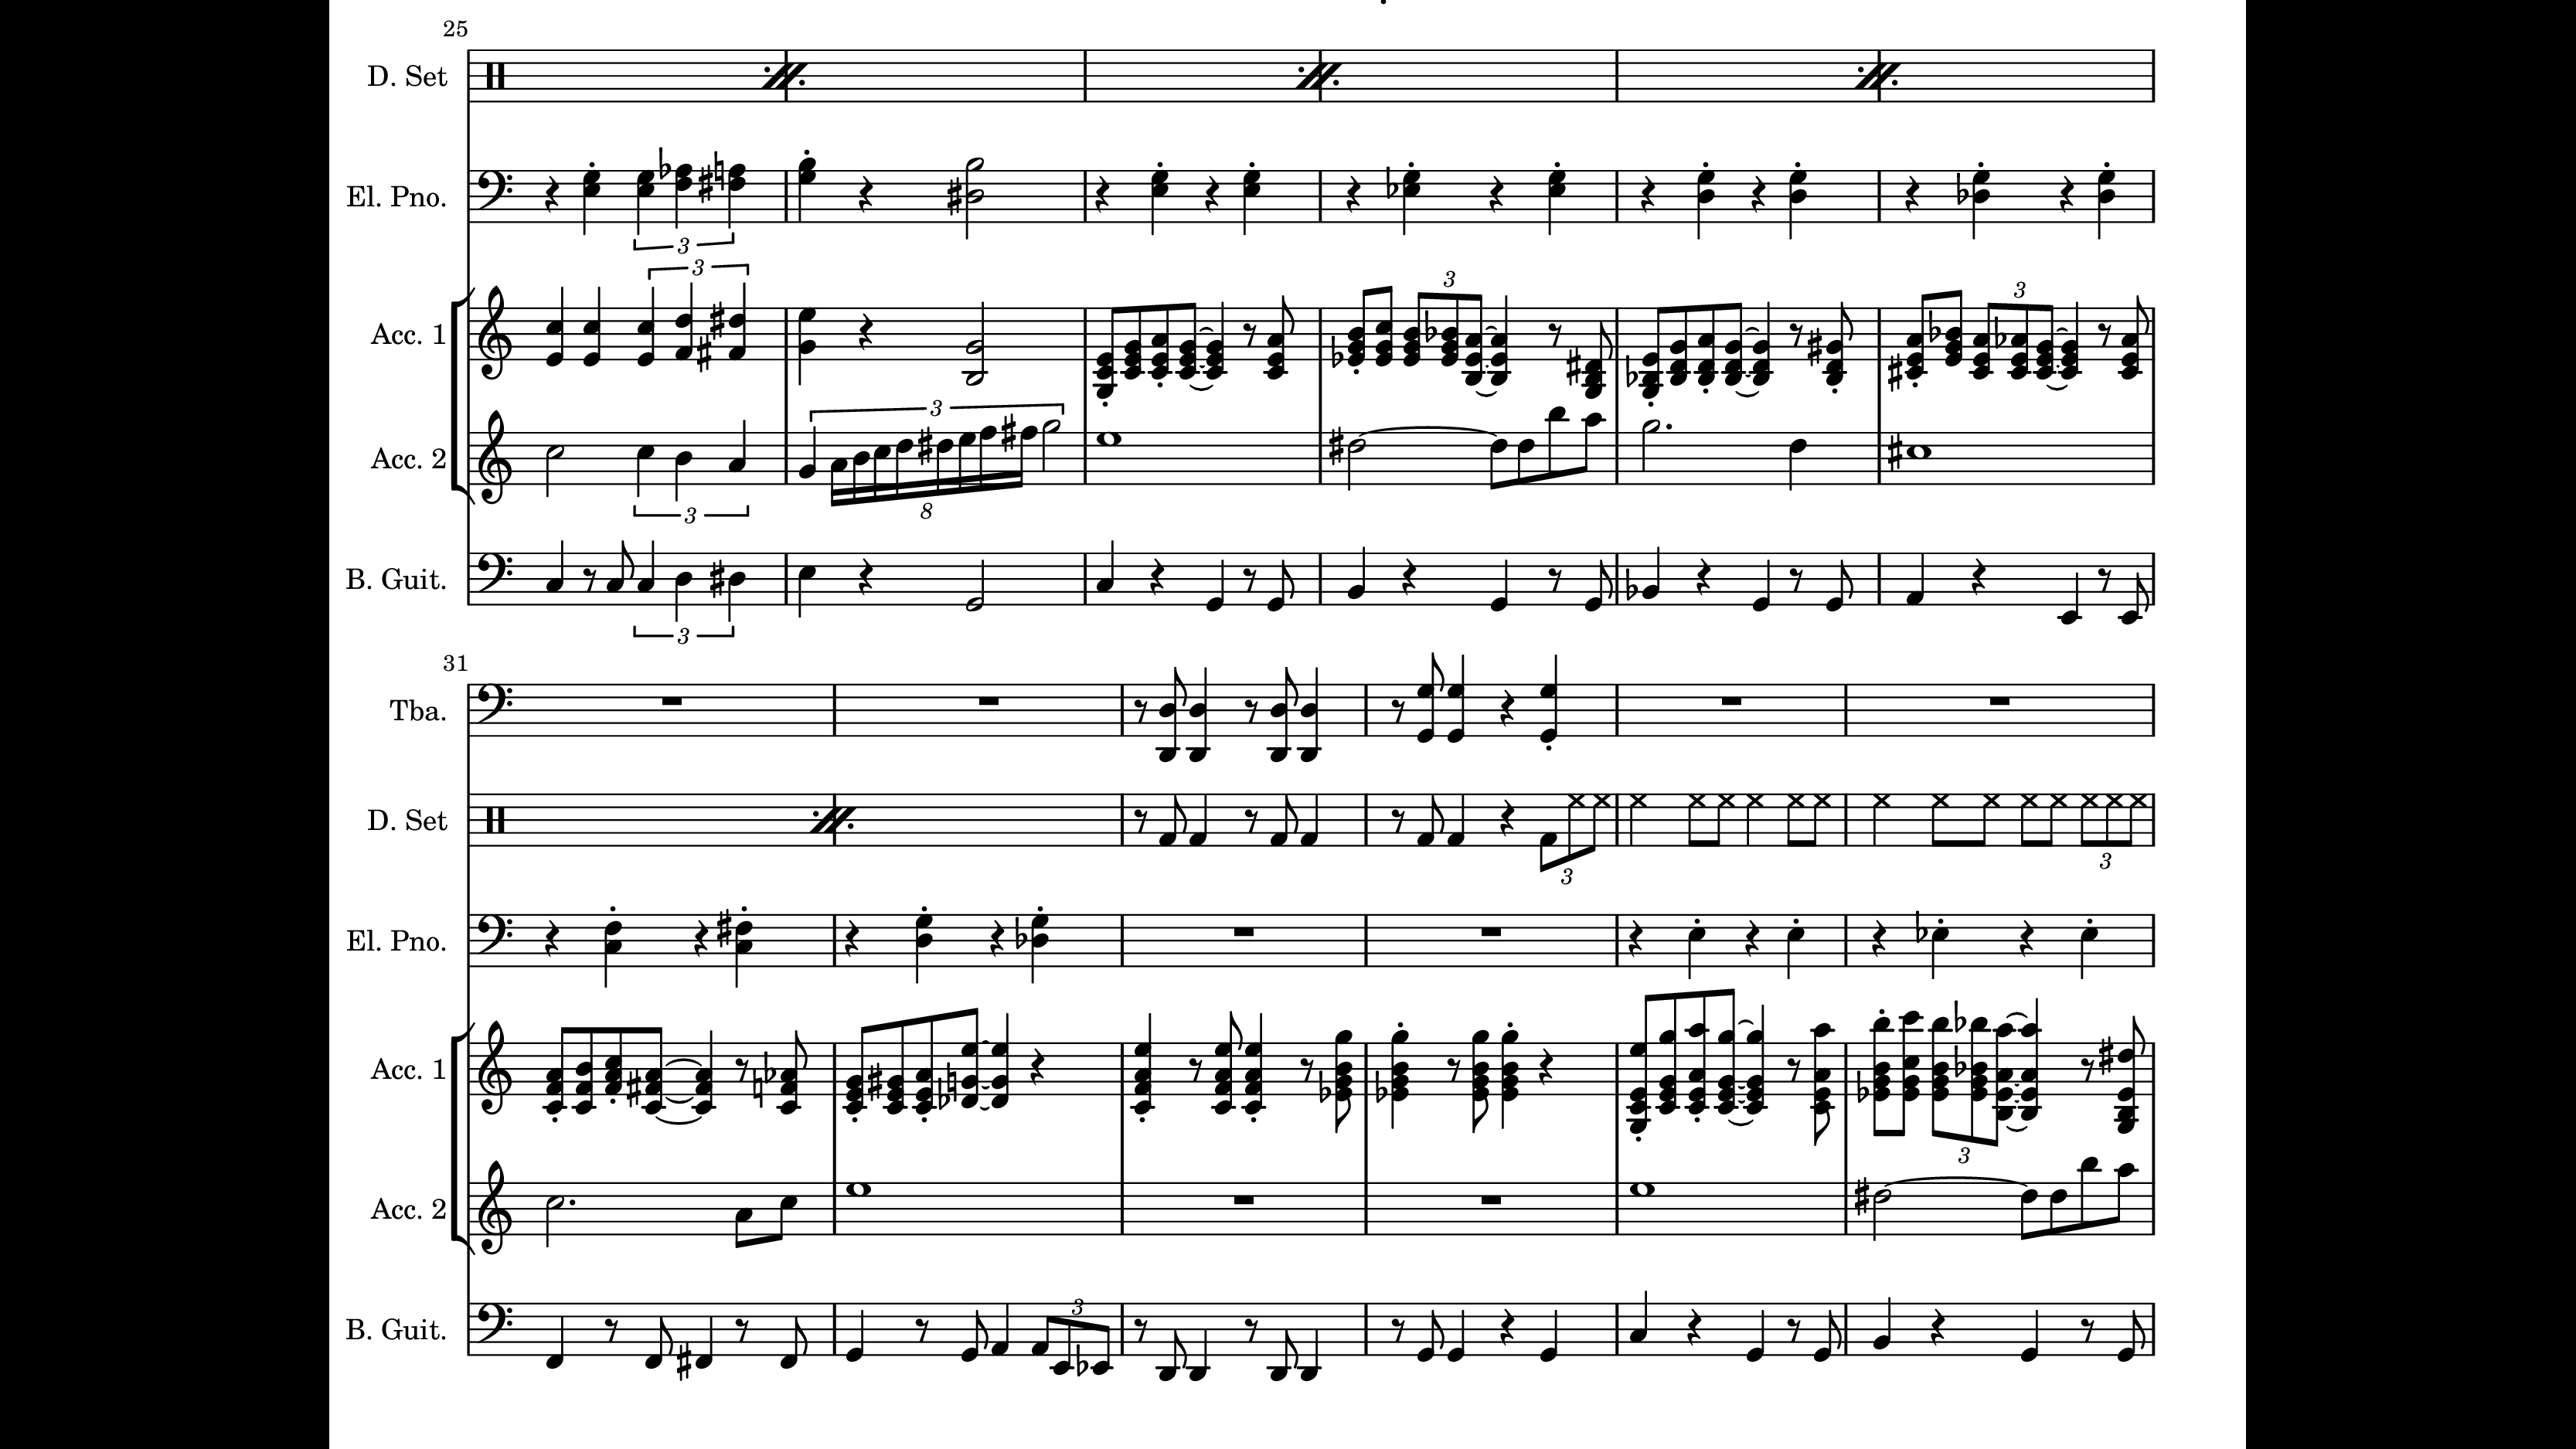 25
D. Set
El. Pno.
3
3
3
3
Acc. 1
3
Acc. 2
3
8
B. Guit.
3
31
Tba.
D. Set
3
3
El. Pno.
Acc. 1
3
Acc. 2
B. Guit.
3